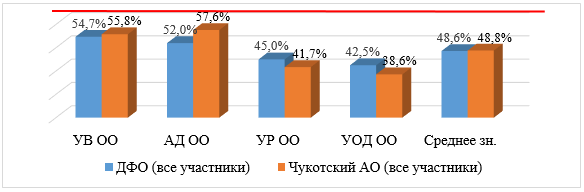 54,7% 55,8% 52,0% 57,6% 45,0% 41,7% 42,5% 38,6% 48,6% 48,8%
УВ ОО АД ОО УР ОО УОД ОО Среднее зн.
ДФО (все участники) Чукотский АО (все участники)